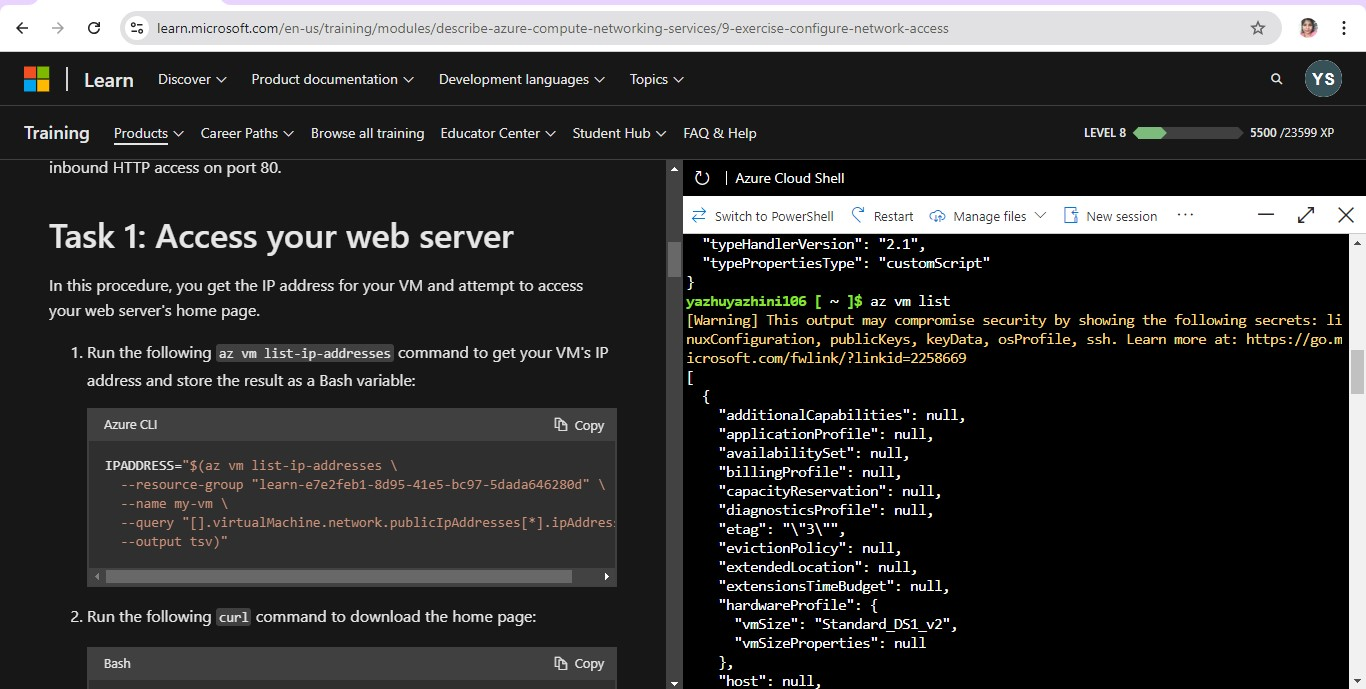 learn.microsoft.com/en-us/training/modules/describe-azure-compute-networking-services/9-exercise-configure-network-access
Learn Discover Product documentation Development languages Topics YS
Training Products Career Paths Browse all training Educator Center Student Hub FAQ & Help LEVEL 8 5500 /23599 XP
inbound HTTP access on port 80.
Task 1: Access your web server
In this procedure, you get the IP address for your VM and attempt to access
your web server's home page.
1. Run the following az vm list-ip-addresses command to get your VM's IP
address and store the result as a Bash variable:
Azure CLI Copy
IPADDRESS="$(az vm list-ip-addresses \
--resource-group "learn-e7e2feb1-8d95-41e5-bc97-5dada646280d" \
--name my-vm \
--query "[].virtualMachine.network.publicIpAddresses[*].ipAddres
--output tsv)"
2. Run the following curl command to download the home page:
Bash Copy
| Azure Cloud Shell
Switch to PowerShell Restart Manage files New session ...
"typeHandlerVersion": "2.1",
"typePropertiesType": "customScript"
}
yazhuyazhini106 [ ~ ]$ az vm list
[Warning] This output may compromise security by showing the following secrets: li
nuxConfiguration, publicKeys, keyData, osProfile, ssh. Learn more at: https://go.m
icrosoft.com/fwlink/?linkid=2258669
[
{
"additionalCapabilities": null,
"applicationProfile": null,
"availabilitySet": null,
"billingProfile": null,
"capacityReservation": null,
"diagnosticsProfile": null,
"etag": "\"3\"",
"evictionPolicy": null,
"extendedLocation": null,
"extensionsTimeBudget": null,
"hardwareProfile": {
"vmSize": "Standard_DS1_v2",
"vmSizeProperties": null
},
"host": null,